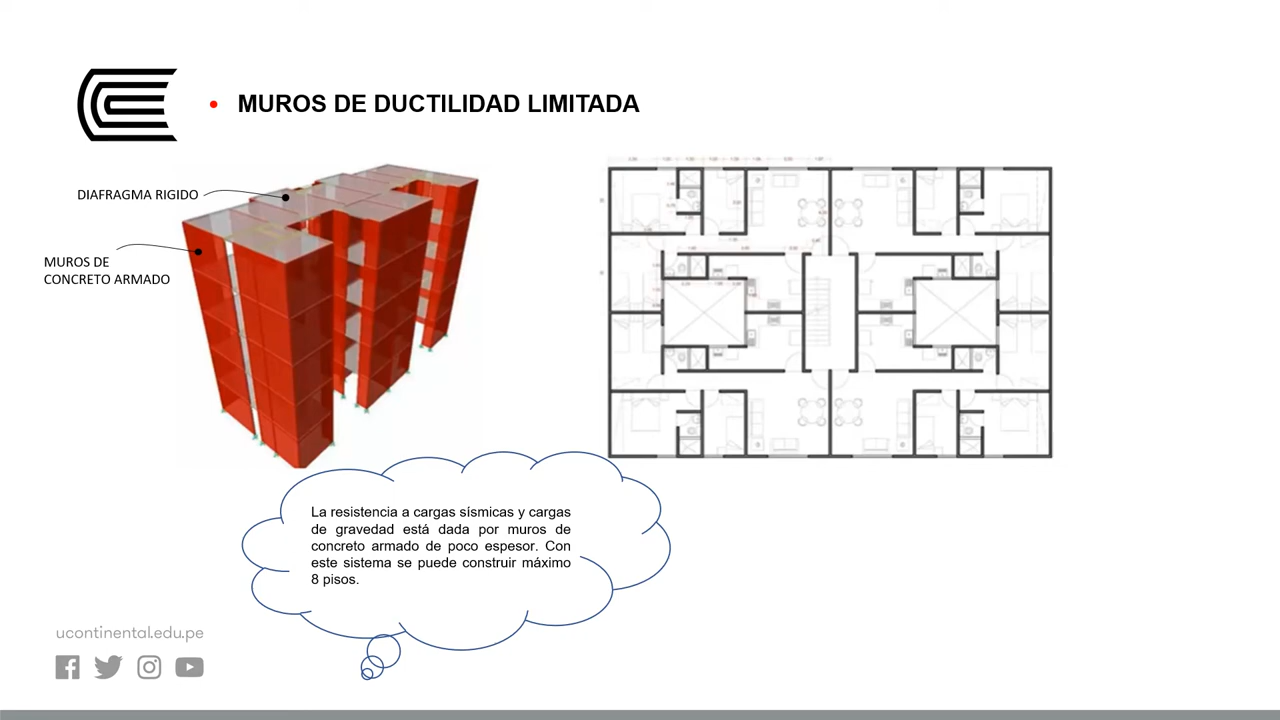 MUROS DE DUCTILIDAD LIMITADA
DIAFRAGMA RIGIDO
MUROS DE
CONCRETO ARMADO
La resistencia a cargas sísmicas y cargas
de gravedad está dada por muros de
concreto armado de poco espesor. Con
este sistema se puede construir máximo
8 pisos.
ucontinental.edu.pe